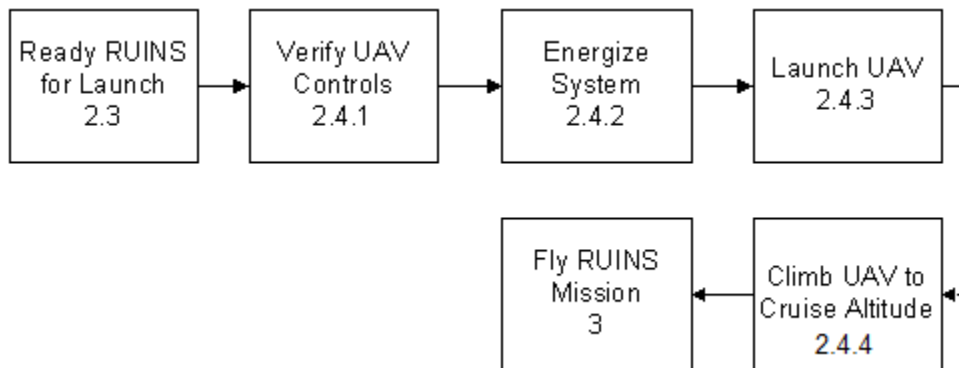 Ready RUINS
for Launch
2.3
Verify UAV
Controls
2.4.1
Energize
System
2.4.2
Launch UAV
2.4.3
Fly RUINS
Mission
3
Climb UAV to
Cruise Altitude
2.4.4